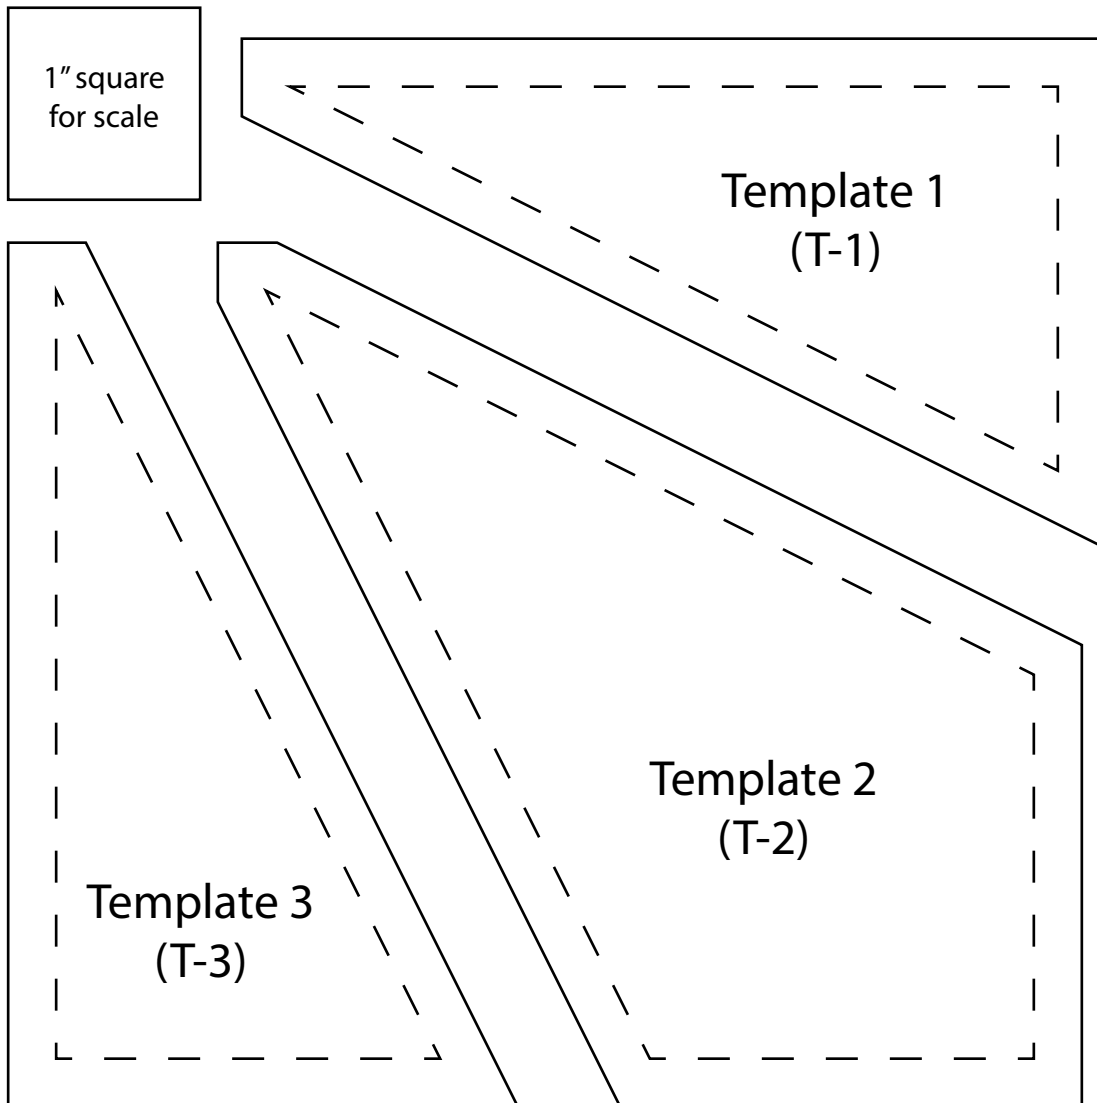 1” square
for scale
Template 1
(T-1)
Template 2
(T-2)
Template 3
(T-3)